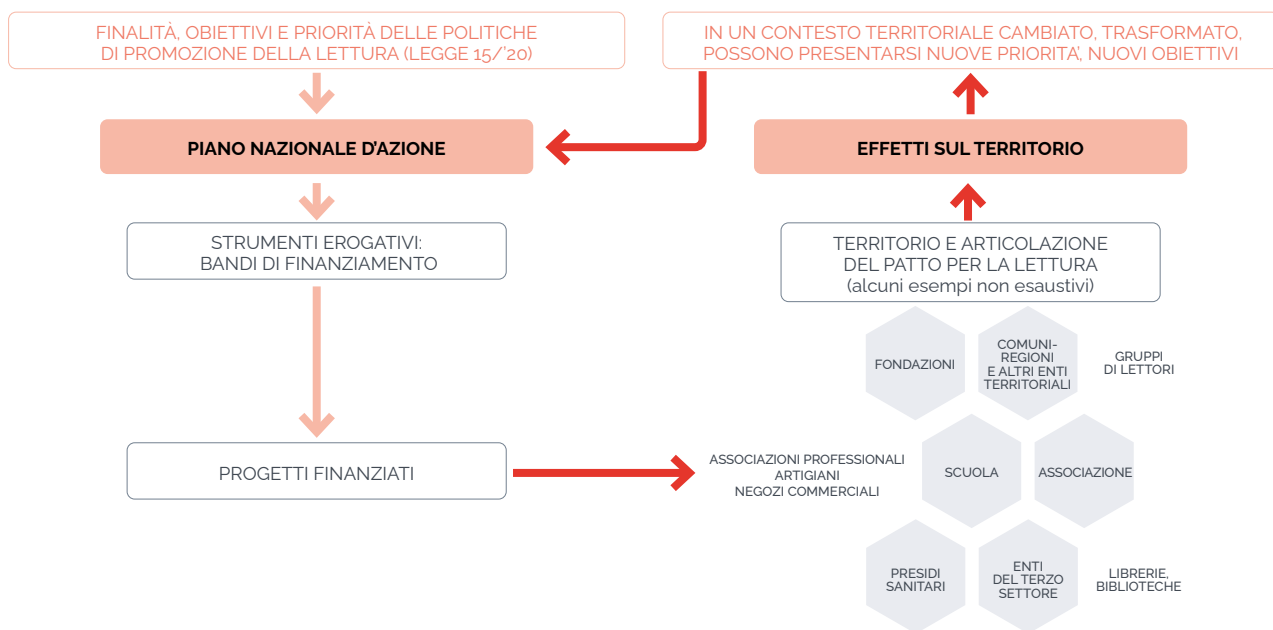 FINALITÀ, OBIETTIVI E PRIORITÀ DELLE POLITICHE
DI PROMOZIONE DELLA LETTURA (LEGGE 15/'20)
IN UN CONTESTO TERRITORIALE CAMBIATO, TRASFORMATO,
POSSONO PRESENTARSI NUOVE PRIORITA', NUOVI OBIETTIVI
PIANO NAZIONALE D'AZIONE
EFFETTI SUL TERRITORIO
STRUMENTI EROGATIVI:
BANDI DI FINANZIAMENTO
TERRITORIO E ARTICOLAZIONE
DEL PATTO PER LA LETTURA
(alcuni esempi non esaustivi)
FONDAZIONI
COMUNI-
REGIONI
E ALTRI ENTI
TERRITORIALI
GRUPPI
DI LETTORI
PROGETTI FINANZIATI
ASSOCIAZIONI PROFESSIONALI
ARTIGIANI
NEGOZI COMMERCIALI
SCUOLA
ASSOCIAZIONE
PRESIDI
SANITARI
ENTI
DEL TERZO
SETTORE
LIBRERIE,
BIBLIOTECHE